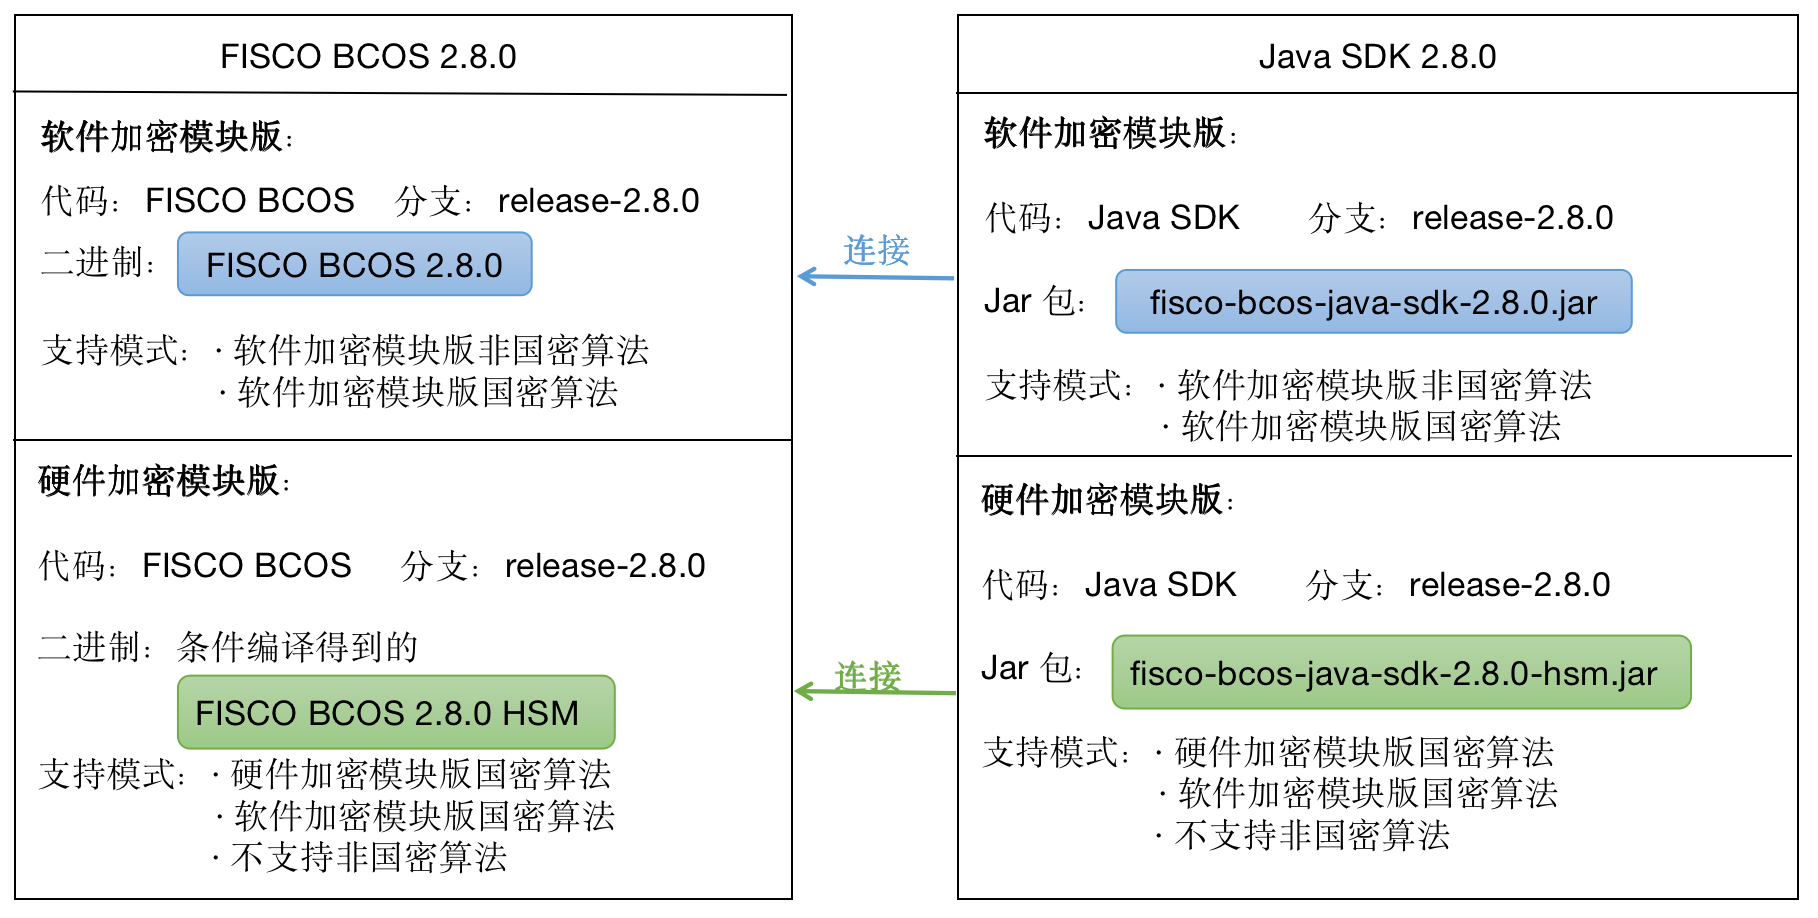 FISCO BCOS 2.8.0
软件加密模块版：
代码： FISCO BCOS 分支： release-2.8.0
二进制： FISCO BCOS 2.8.0
支持模式： · 软件加密模块版非国密算法
· 软件加密模块版国密算法
硬件加密模块版：
代码： FISCO BCOS 分支： release-2.8.0
二进制： 条件编译得到的
FISCO BCOS 2.8.0 HSM
支持模式： · 硬件加密模块版国密算法
· 软件加密模块版国密算法
· 不支持非国密算法
连接
连接
Java SDK 2.8.0
软件加密模块版：
代码： Java SDK 分支： release-2.8.0
Jar 包： fisco-bcos-java-sdk-2.8.0.jar
支持模式： · 软件加密模块版非国密算法
· 软件加密模块版国密算法
硬件加密模块版：
代码： Java SDK 分支： release-2.8.0
Jar 包： fisco-bcos-java-sdk-2.8.0-hsm.jar
支持模式： · 硬件加密模块版国密算法
· 软件加密模块版国密算法
· 不支持非国密算法